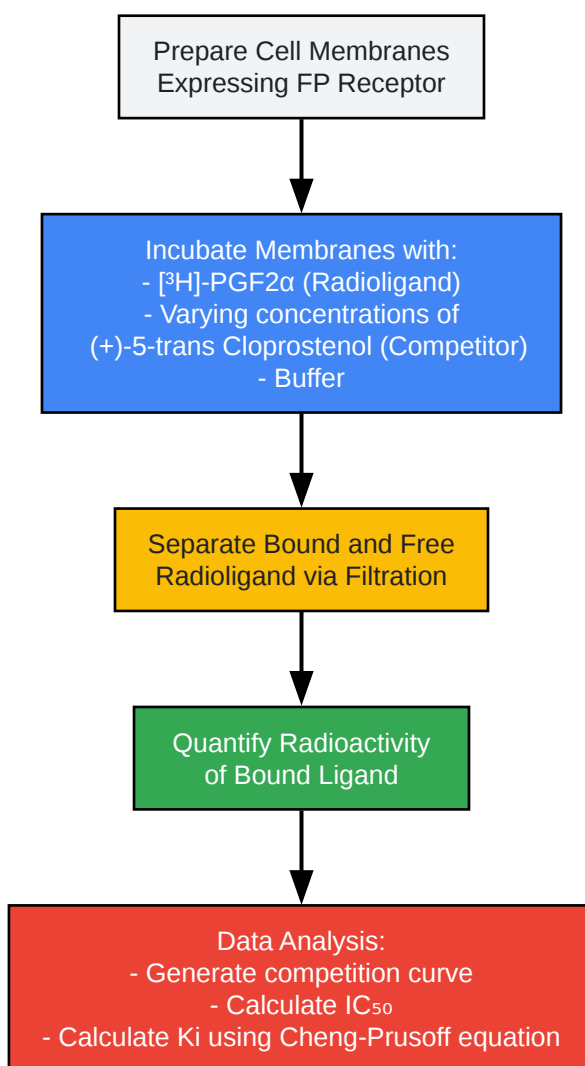 Prepare Cell Membranes
Expressing FP Receptor
Incubate Membranes with:
- [³H]-PGF2α (Radioligand)
- Varying concentrations of
(+)-5-trans Cloprostenol (Competitor)
- Buffer
Separate Bound and Free
Radioligand via Filtration
Quantify Radioactivity
of Bound Ligand
Data Analysis:
- Generate competition curve
- Calculate IC₅₀
- Calculate Ki using Cheng-Prusoff equation